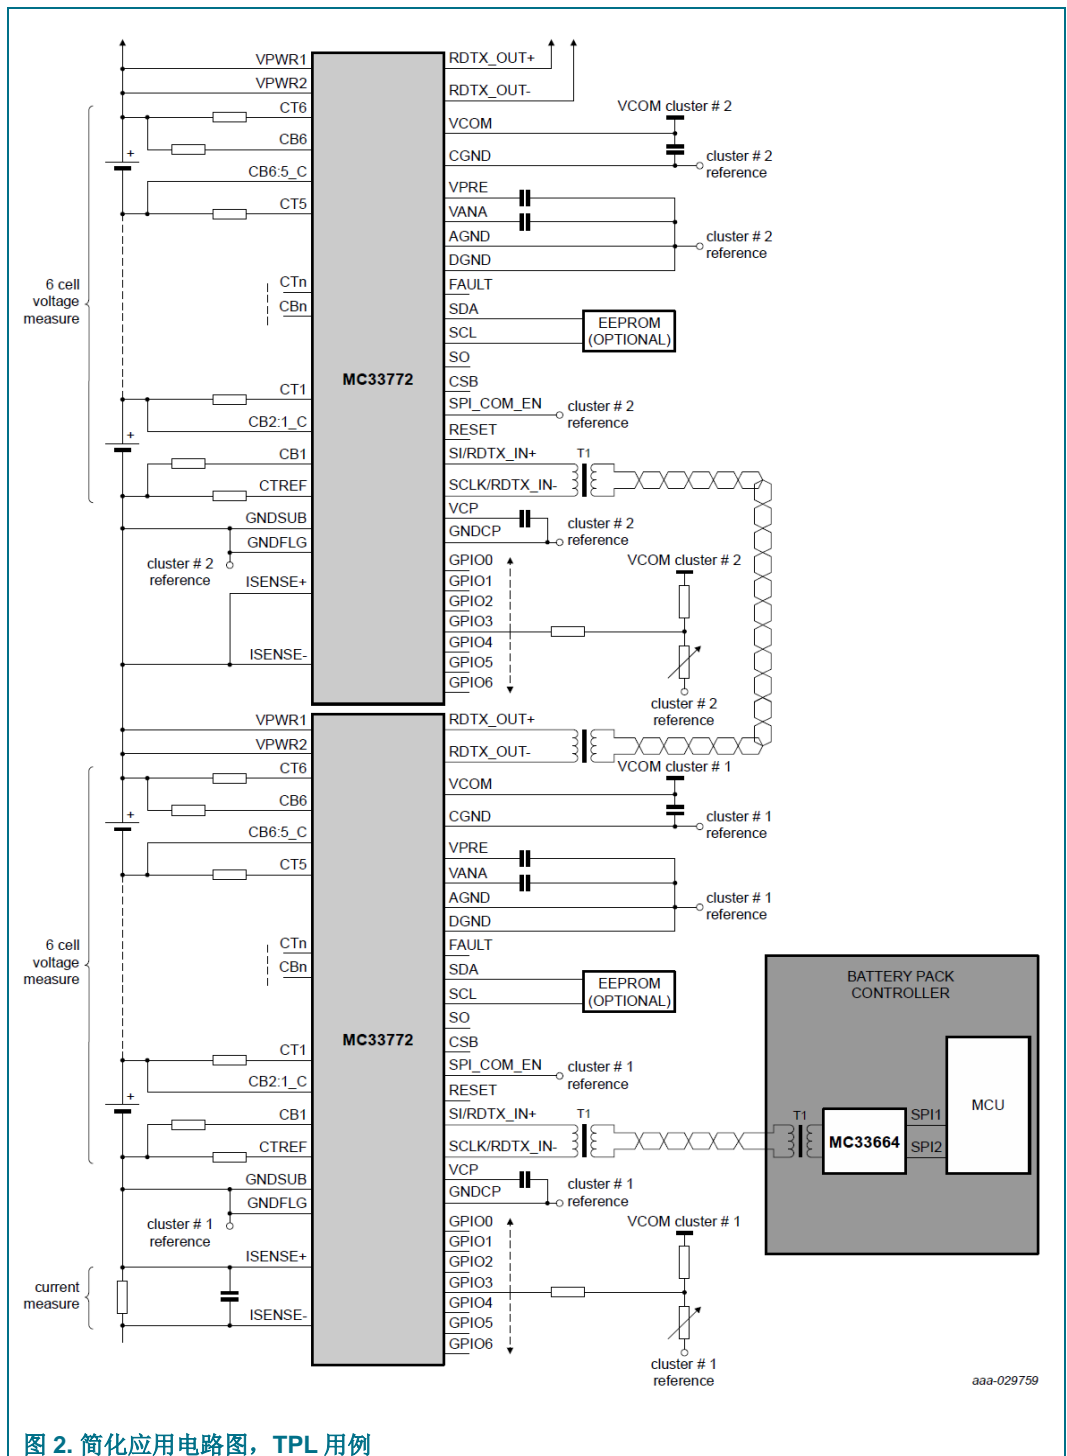 VPWR1
VPWR2
CT6
CB6
CB6:5_C
CT5
6 cell
voltage
measure
CTn
CBn
CT1
CB2:1_C
CB1
CTREF
GNDSUB
GNDFLG
cluster # 2
reference
ISENSE+
ISENSE-
MC33772
RDTX_OUT+
RDTX_OUT-
VCOM cluster # 2
VCOM
CGND
cluster # 2
reference
VPRE
VANA
AGND
DGND
cluster # 2
reference
FAULT
SDA
SCL
EEPROM
(OPTIONAL)
SO
CSB
SPI_COM_EN
cluster # 2
reference
RESET
SI/RDTX_IN+
T1
SCLK/RDTX_IN-
VCP
GNDCP
cluster # 2
reference
GPIO0
GPIO1
GPIO2
GPIO3
GPIO4
GPIO5
GPIO6
VCOM cluster # 2
cluster # 2
reference
VPWR1
VPWR2
CT6
CB6
CB6:5_C
CT5
6 cell
voltage
measure
CTn
CBn
CT1
CB2:1_C
CB1
CTREF
GNDSUB
GNDFLG
cluster # 1
reference
ISENSE+
current
measure
ISENSE-
MC33772
RDTX_OUT+
RDTX_OUT-
VCOM cluster # 1
VCOM
CGND
cluster # 1
reference
VPRE
VANA
AGND
DGND
cluster # 1
reference
FAULT
SDA
SCL
EEPROM
(OPTIONAL)
SO
CSB
SPI_COM_EN
cluster # 1
reference
RESET
SI/RDTX_IN+
T1
SCLK/RDTX_IN-
VCP
GNDCP
cluster # 1
reference
GPIO0
GPIO1
GPIO2
GPIO3
GPIO4
GPIO5
GPIO6
VCOM cluster # 1
cluster # 1
reference
BATTERY PACK
CONTROLLER
T1
MC33664
SPI1
SPI2
MCU
aaa-029759
图 2. 简化应用电路图，TPL 用例